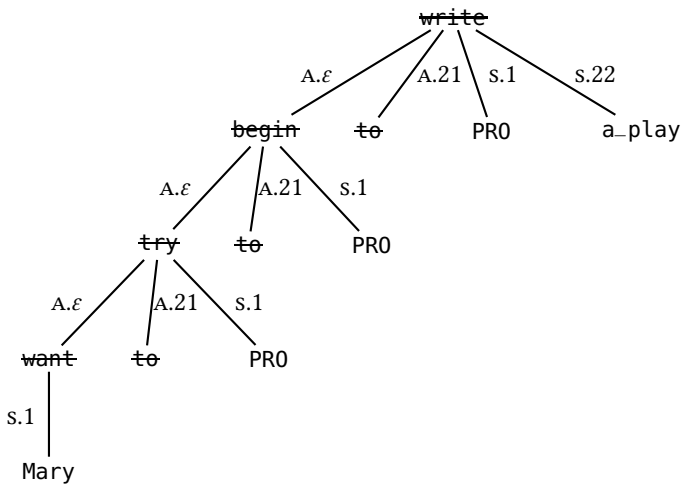 write
A.ε A.21 S.1 S.22
begin to PRO a_play
A.ε A.21 S.1
try to PRO
A.ε A.21 S.1
want to PRO
S.1
Mary